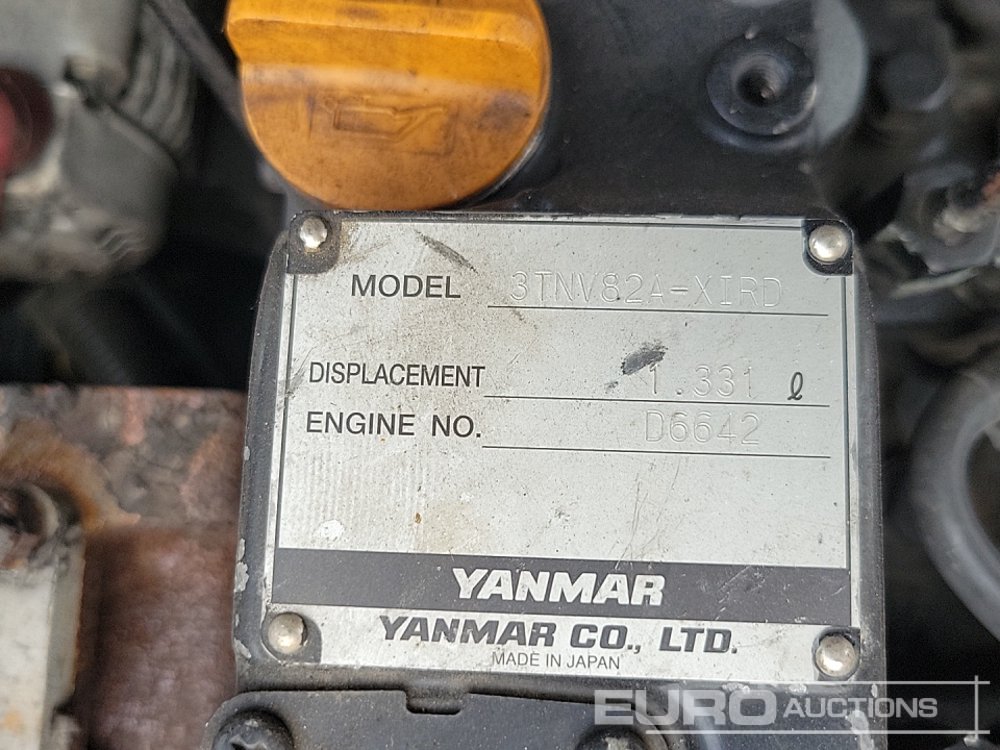 MODEL 3TNV82A-XIRD
DISPLACEMENT 1.331 ℓ
ENGINE NO. D6642
YANMAR
YANMAR CO., LTD.
MADE IN JAPAN
EURO AUCTIONS